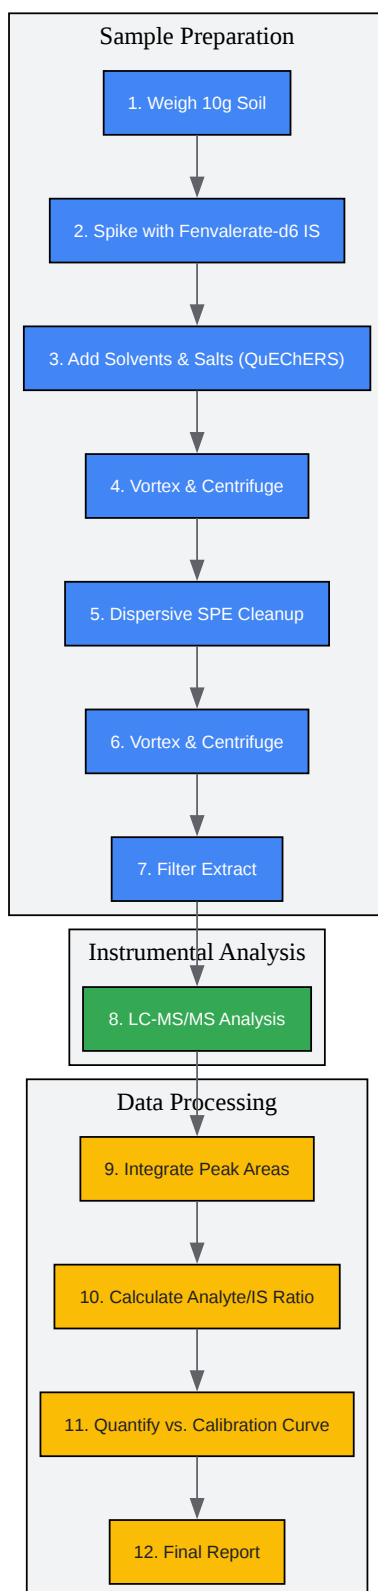 Sample Preparation
1. Weigh 10g Soil
2. Spike with Fenvalerate-d6 IS
3. Add Solvents & Salts (QuEChERS)
4. Vortex & Centrifuge
5. Dispersive SPE Cleanup
6. Vortex & Centrifuge
7. Filter Extract
Instrumental Analysis
8. LC-MS/MS Analysis
Data Processing
9. Integrate Peak Areas
10. Calculate Analyte/IS Ratio
11. Quantify vs. Calibration Curve
12. Final Report